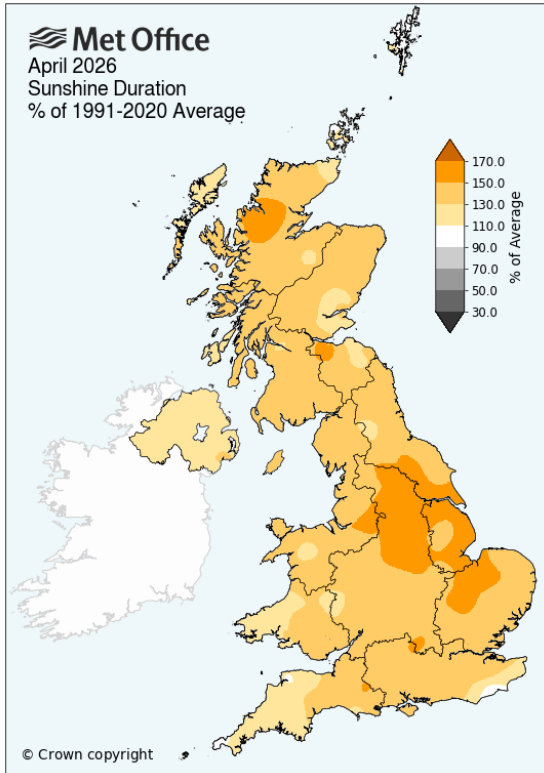 Met Office
April 2026
Sunshine Duration
% of 1991-2020 Average
170.0
150.0
130.0
110.0
90.0
70.0
50.0
30.0
% of Average
© Crown copyright